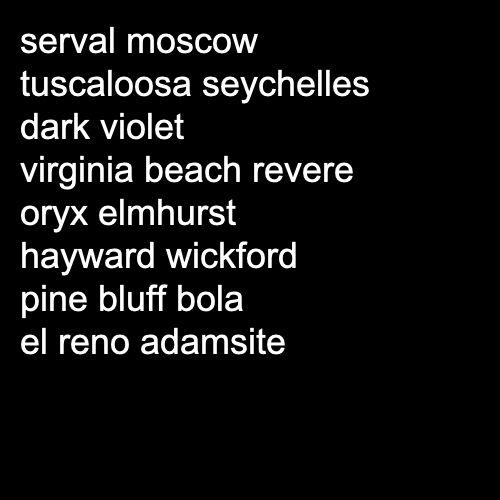 serval moscow
tuscaloosa seychelles
dark violet
virginia beach revere
oryx elmhurst
hayward wickford
pine bluff bola
el reno adamsite